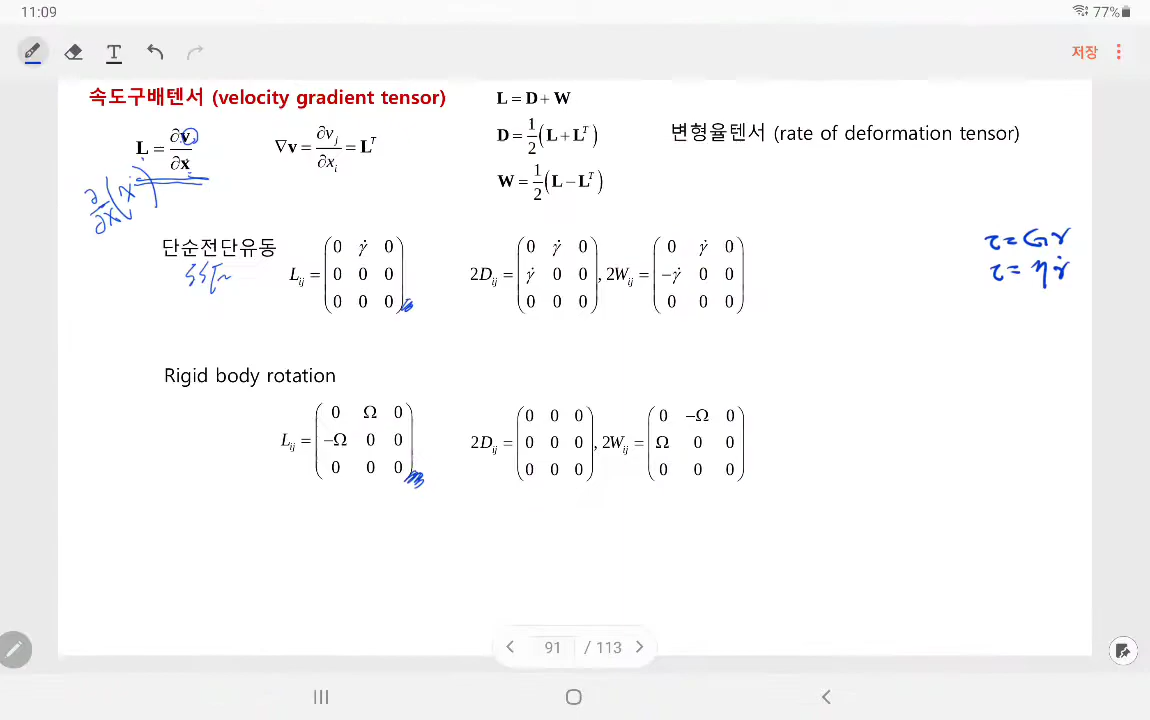 11:09
77%
저장
속도구배텐서 (velocity gradient tensor)
L = D + W
L = ∂v/∂x
∇v = ∂v_j/∂x_i = L^T
D = 1/2 (L + L^T)
변형율텐서 (rate of deformation tensor)
W = 1/2 (L − L^T)
∂/∂x (ẋ)
τ = Gγ
τ = ηγ̇
단순전단유동
L_ij = (0 γ̇ 0; 0 0 0; 0 0 0)
2D_ij = (0 γ̇ 0; γ̇ 0 0; 0 0 0), 2W_ij = (0 γ̇ 0; −γ̇ 0 0; 0 0 0)
Rigid body rotation
L_ij = (0 Ω 0; −Ω 0 0; 0 0 0)
2D_ij = (0 0 0; 0 0 0; 0 0 0), 2W_ij = (0 −Ω 0; Ω 0 0; 0 0 0)
91 / 113